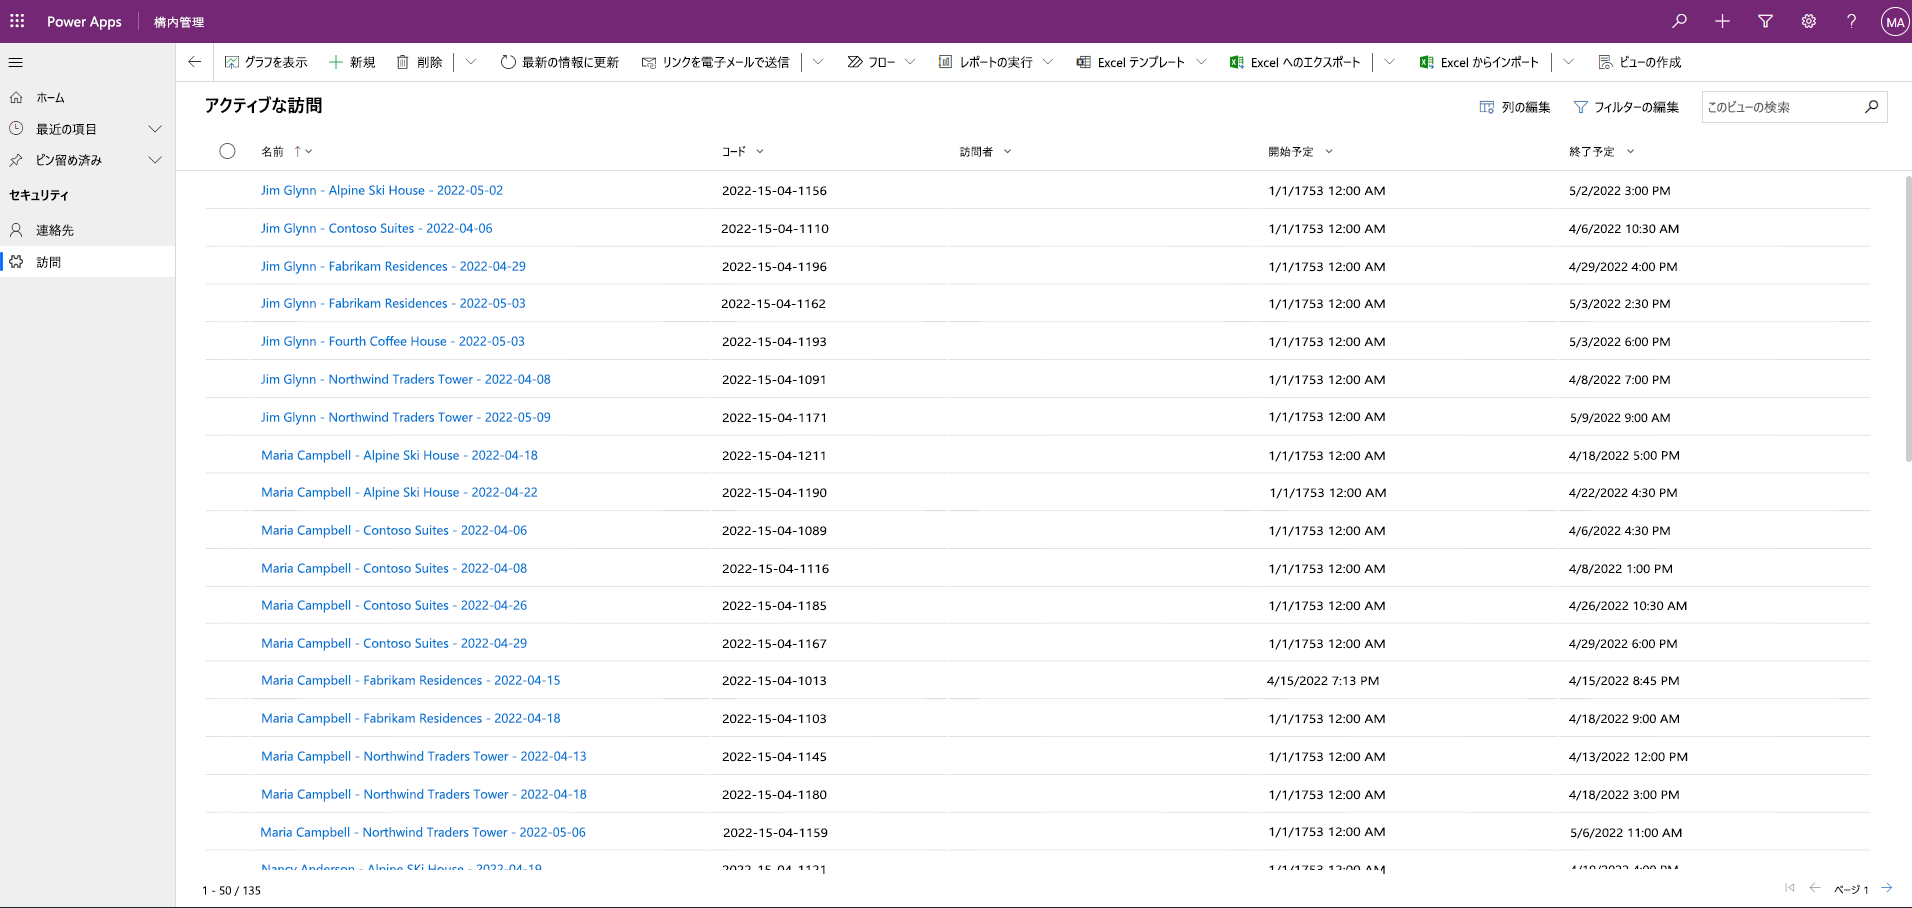 Power Apps 構内管理 MA
グラフを表示 新規 削除 最新の情報に更新 リンクを電子メールで送信 フロー レポートの実行 Excel テンプレート Excel へのエクスポート Excel からインポート ビューの作成
ホーム
最近の項目
ピン留め済み
セキュリティ
連絡先
訪問
アクティブな訪問 列の編集 フィルターの編集 このビューの検索
名前 コード 訪問者 開始予定 終了予定
Jim Glynn - Alpine Ski House - 2022-05-02 2022-15-04-1156 1/1/1753 12:00 AM 5/2/2022 3:00 PM
Jim Glynn - Contoso Suites - 2022-04-06 2022-15-04-1110 1/1/1753 12:00 AM 4/6/2022 10:30 AM
Jim Glynn - Fabrikam Residences - 2022-04-29 2022-15-04-1196 1/1/1753 12:00 AM 4/29/2022 4:00 PM
Jim Glynn - Fabrikam Residences - 2022-05-03 2022-15-04-1162 1/1/1753 12:00 AM 5/3/2022 2:30 PM
Jim Glynn - Fourth Coffee House - 2022-05-03 2022-15-04-1193 1/1/1753 12:00 AM 5/3/2022 6:00 PM
Jim Glynn - Northwind Traders Tower - 2022-04-08 2022-15-04-1091 1/1/1753 12:00 AM 4/8/2022 7:00 PM
Jim Glynn - Northwind Traders Tower - 2022-05-09 2022-15-04-1171 1/1/1753 12:00 AM 5/9/2022 9:00 AM
Maria Campbell - Alpine Ski House - 2022-04-18 2022-15-04-1211 1/1/1753 12:00 AM 4/18/2022 5:00 PM
Maria Campbell - Alpine Ski House - 2022-04-22 2022-15-04-1190 1/1/1753 12:00 AM 4/22/2022 4:30 PM
Maria Campbell - Contoso Suites - 2022-04-06 2022-15-04-1089 1/1/1753 12:00 AM 4/6/2022 4:30 PM
Maria Campbell - Contoso Suites - 2022-04-08 2022-15-04-1116 1/1/1753 12:00 AM 4/8/2022 1:00 PM
Maria Campbell - Contoso Suites - 2022-04-26 2022-15-04-1185 1/1/1753 12:00 AM 4/26/2022 10:30 AM
Maria Campbell - Contoso Suites - 2022-04-29 2022-15-04-1167 1/1/1753 12:00 AM 4/29/2022 6:00 PM
Maria Campbell - Fabrikam Residences - 2022-04-15 2022-15-04-1013 4/15/2022 7:13 PM 4/15/2022 8:45 PM
Maria Campbell - Fabrikam Residences - 2022-04-18 2022-15-04-1103 1/1/1753 12:00 AM 4/18/2022 9:00 AM
Maria Campbell - Northwind Traders Tower - 2022-04-13 2022-15-04-1145 1/1/1753 12:00 AM 4/13/2022 12:00 PM
Maria Campbell - Northwind Traders Tower - 2022-04-18 2022-15-04-1180 1/1/1753 12:00 AM 4/18/2022 3:00 PM
Maria Campbell - Northwind Traders Tower - 2022-05-06 2022-15-04-1159 1/1/1753 12:00 AM 5/6/2022 11:00 AM
Nancy Anderson - Alpine SKi House - 2022-04-19 2022-15-04-1121 1/1/1753 12:00 AM 4/19/2022 4:00 PM
1 - 50 / 135 ページ 1